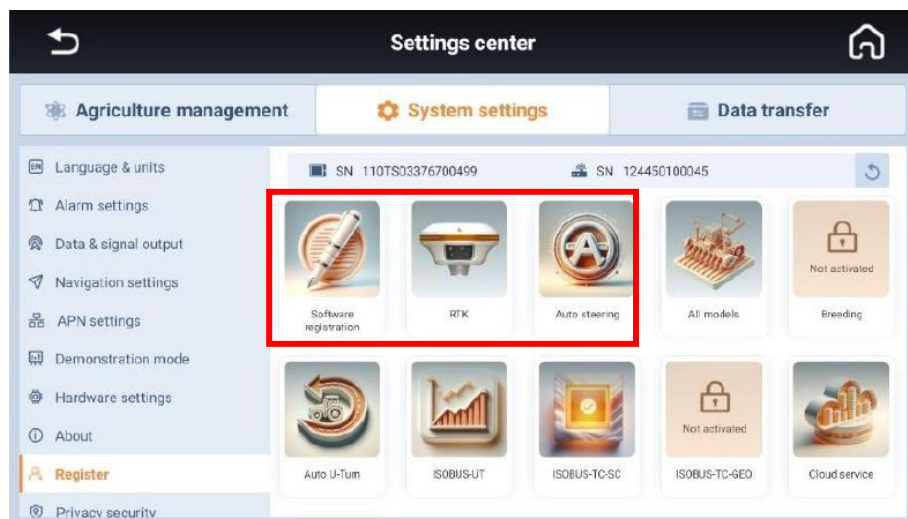 Settings center
Agriculture management
System settings
Data transfer
EN
Language & units
SN 110TS03376700499
SN 124450100045
Alarm settings
Data & signal output
Navigation settings
APN settings
Demonstration mode
Hardware settings
About
Register
Privacy security
Software
registration
RTK
Auto steering
All models
Not activated
Breeding
Auto U-Turn
ISOBUS-UT
ISOBUS-TC-SC
Not activated
ISOBUS-TC-GEO
Cloud service